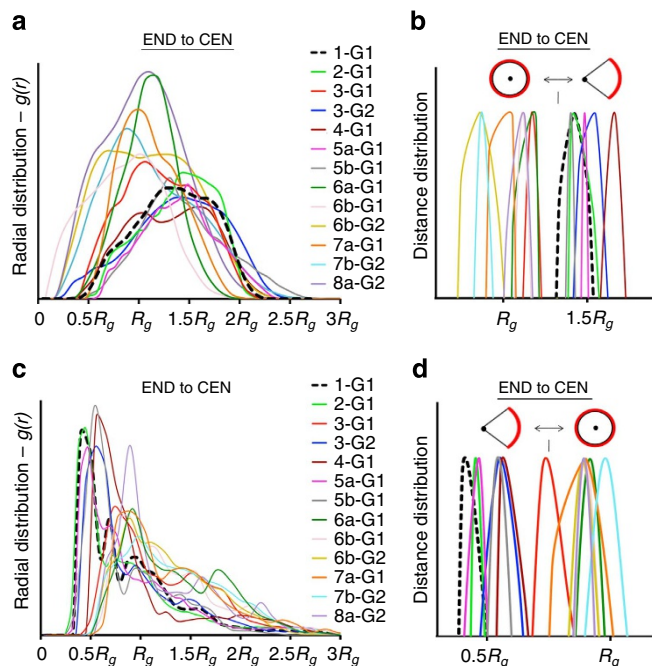 a
END to CEN
Radial distribution – g(r)
0 0.5Rg Rg 1.5Rg 2Rg 2.5Rg 3Rg
1-G1
2-G1
3-G1
3-G2
4-G1
5a-G1
5b-G1
6a-G1
6b-G1
6b-G2
7a-G1
7b-G2
8a-G2
b
END to CEN
Distance distribution
Rg 1.5Rg
c
END to CEN
Radial distribution – g(r)
0 0.5Rg Rg 1.5Rg 2Rg 2.5Rg 3Rg
1-G1
2-G1
3-G1
3-G2
4-G1
5a-G1
5b-G1
6a-G1
6b-G1
6b-G2
7a-G1
7b-G2
8a-G2
d
END to CEN
Distance distribution
0.5Rg Rg